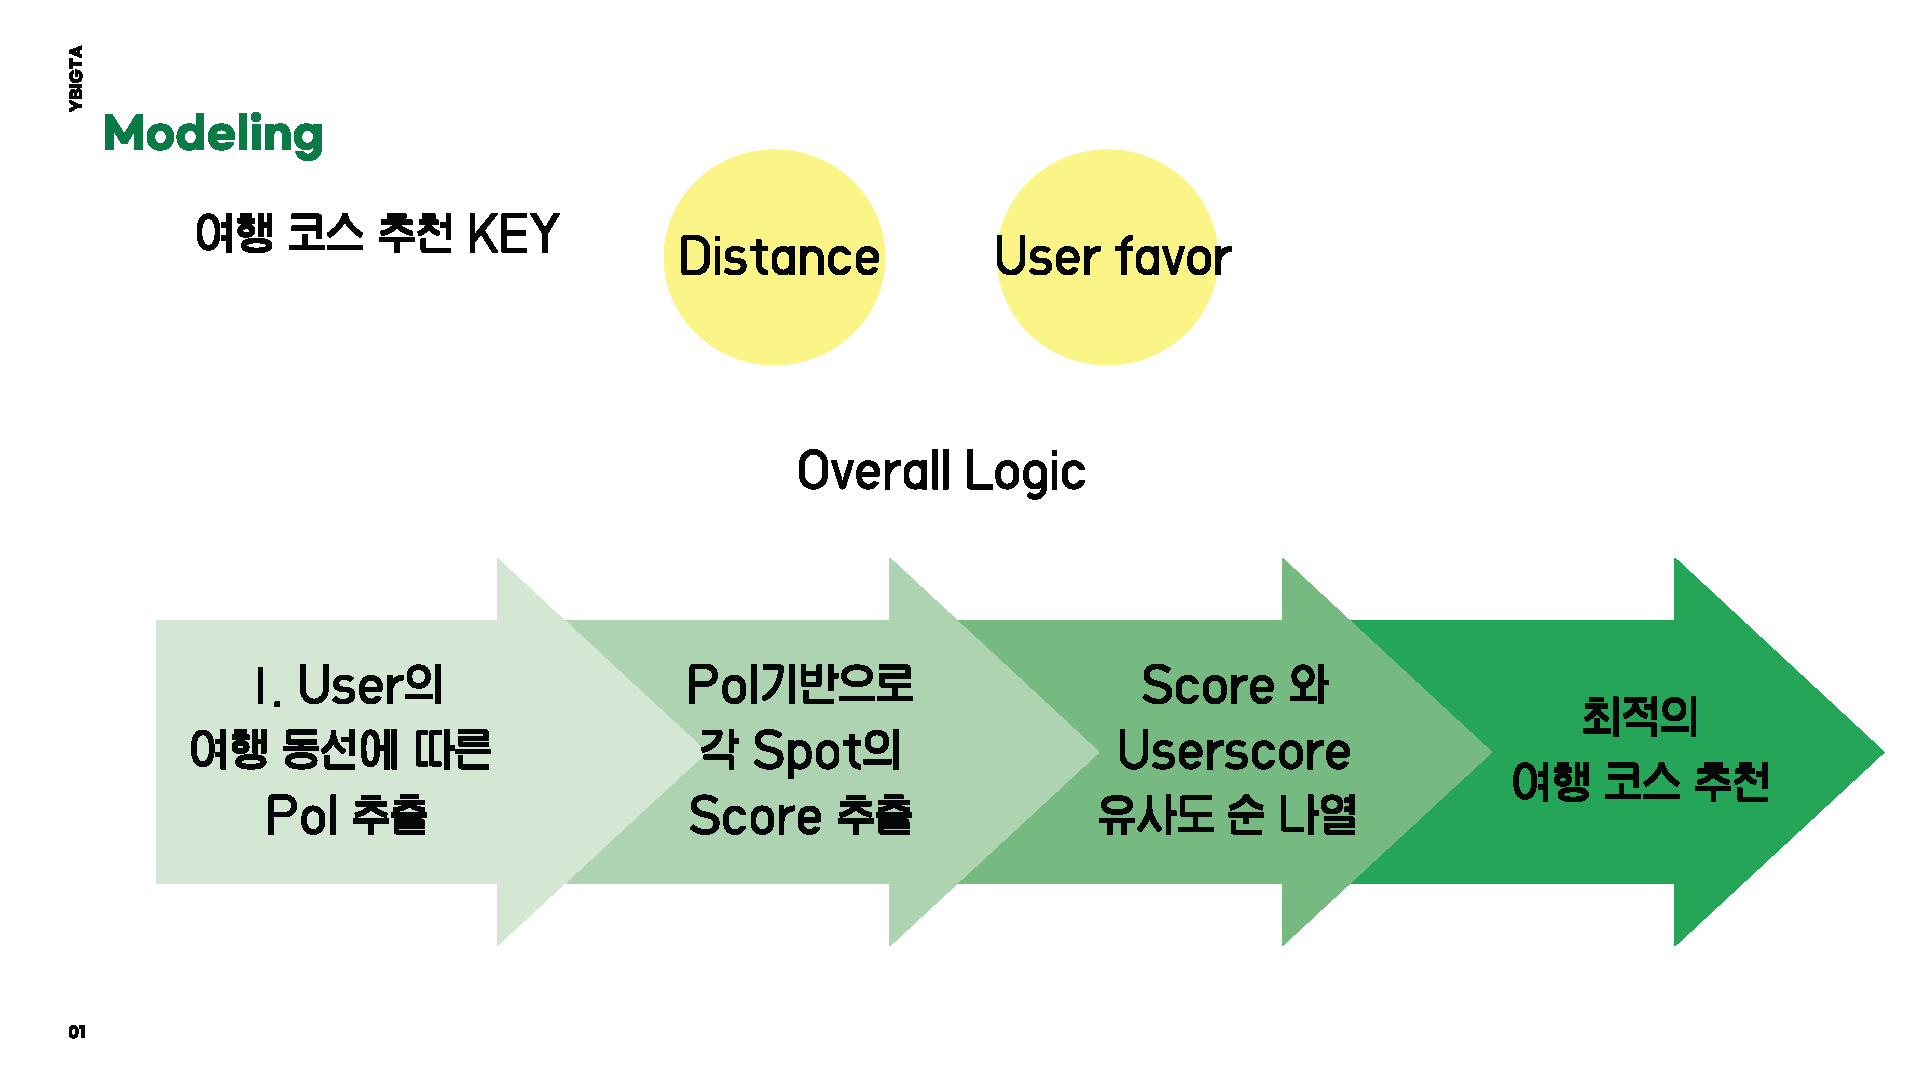 YBIGTA
Modeling
여행 코스 추천 KEY
Distance
User favor
Overall Logic
1. User의
여행 동선에 따른
PoI 추출
PoI기반으로
각 Spot의
Score 추출
Score 와
Userscore
유사도 순 나열
최적의
여행 코스 추천
01